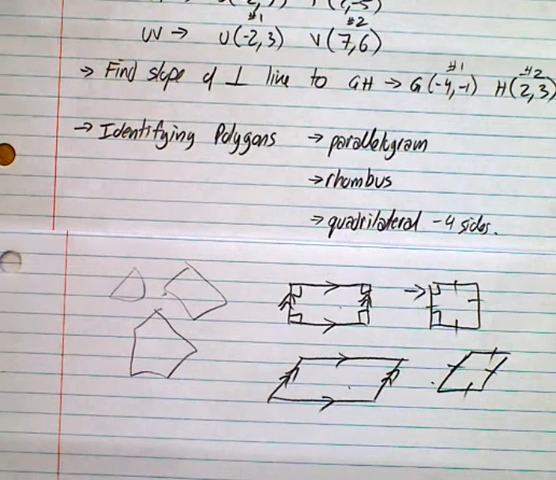 #1 #2
UV → U(-2,3) V(7,6)
#1 #2
→ Find slope of ⊥ line to GH → G(-4,-1) H(2,3)
→ Identifying Polygons → parallelogram
→ rhombus
→ quadrilateral - 4 sides.